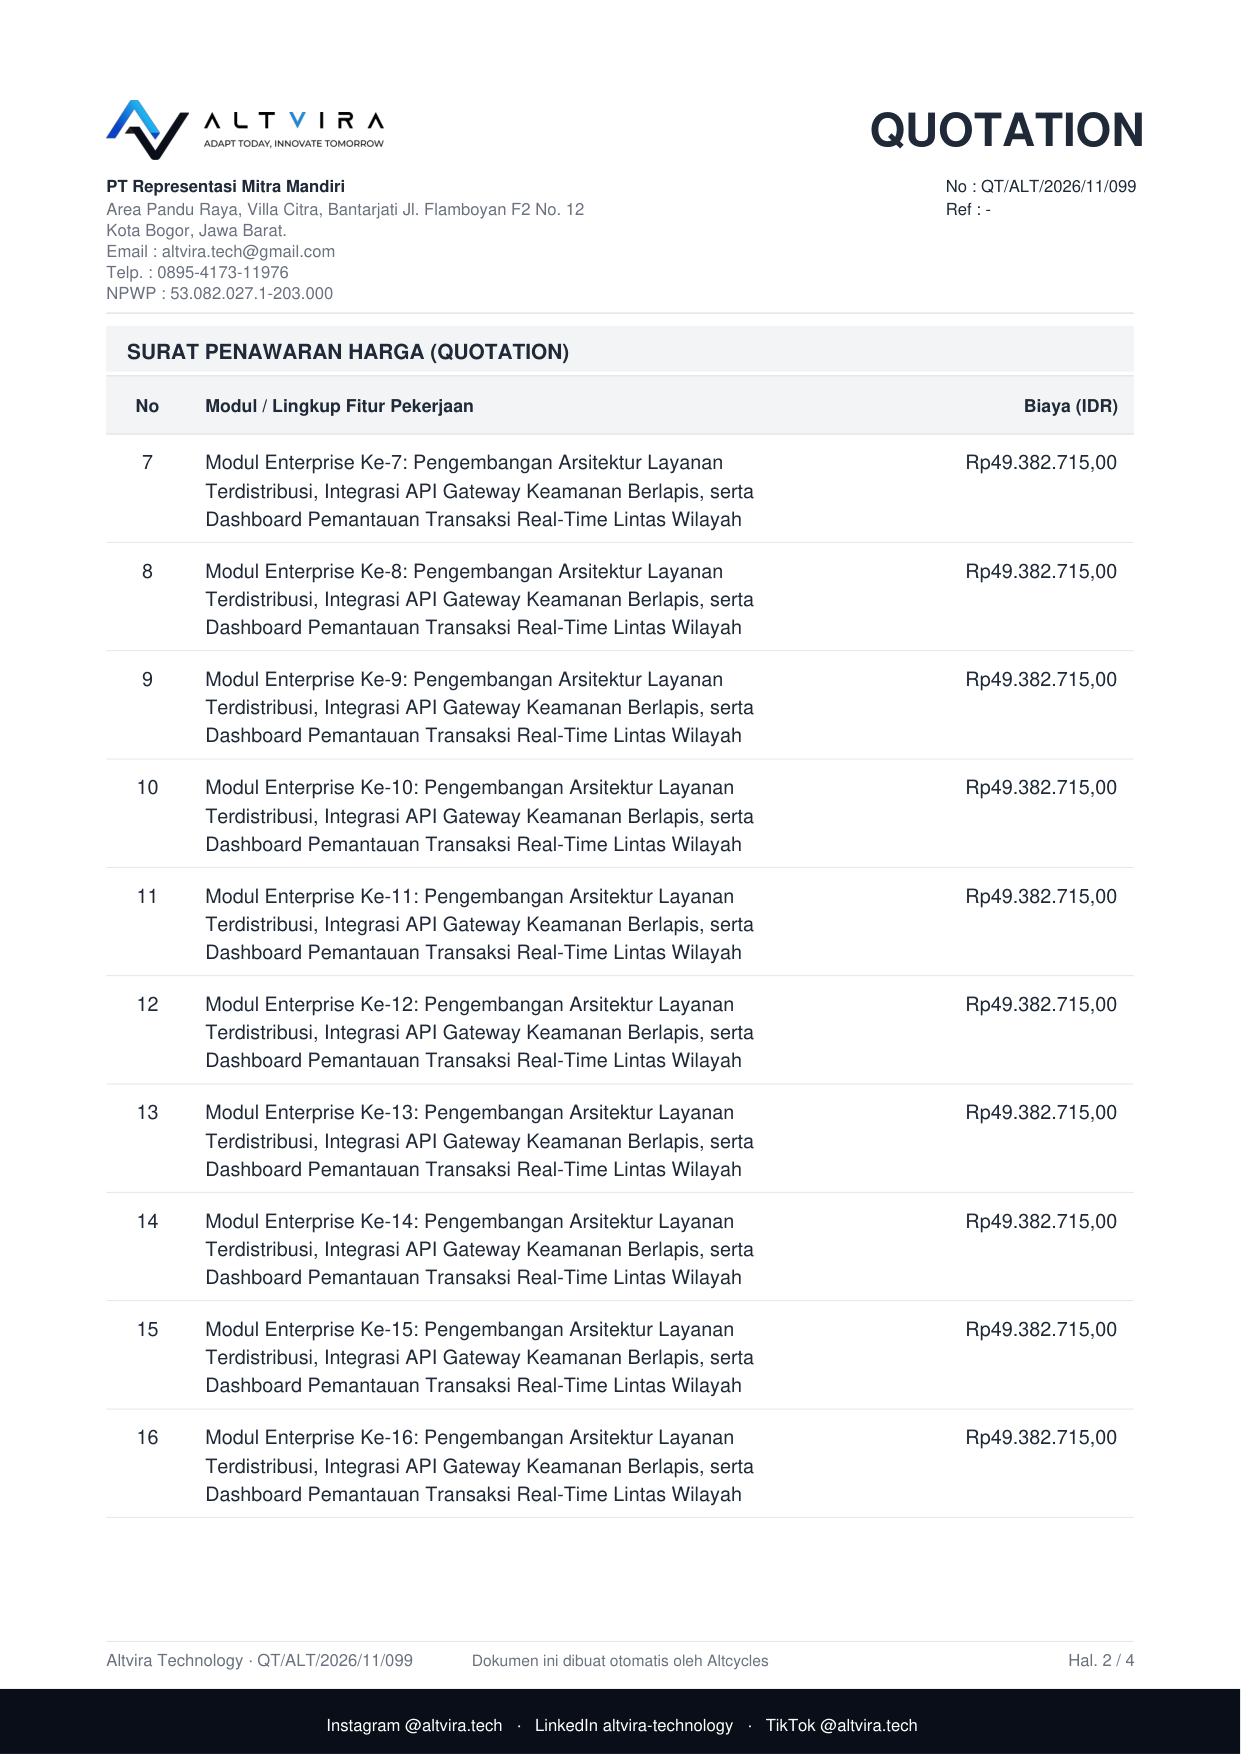 ALTVIRA
ADAPT TODAY, INNOVATE TOMORROW
QUOTATION
PT Representasi Mitra Mandiri
Area Pandu Raya, Villa Citra, Bantarjati Jl. Flamboyan F2 No. 12
Kota Bogor, Jawa Barat.
Email : altvira.tech@gmail.com
Telp. : 0895-4173-11976
NPWP : 53.082.027.1-203.000
No : QT/ALT/2026/11/099
Ref : -
SURAT PENAWARAN HARGA (QUOTATION)
No Modul / Lingkup Fitur Pekerjaan Biaya (IDR)
7 Modul Enterprise Ke-7: Pengembangan Arsitektur Layanan Rp49.382.715,00
Terdistribusi, Integrasi API Gateway Keamanan Berlapis, serta
Dashboard Pemantauan Transaksi Real-Time Lintas Wilayah
8 Modul Enterprise Ke-8: Pengembangan Arsitektur Layanan Rp49.382.715,00
Terdistribusi, Integrasi API Gateway Keamanan Berlapis, serta
Dashboard Pemantauan Transaksi Real-Time Lintas Wilayah
9 Modul Enterprise Ke-9: Pengembangan Arsitektur Layanan Rp49.382.715,00
Terdistribusi, Integrasi API Gateway Keamanan Berlapis, serta
Dashboard Pemantauan Transaksi Real-Time Lintas Wilayah
10 Modul Enterprise Ke-10: Pengembangan Arsitektur Layanan Rp49.382.715,00
Terdistribusi, Integrasi API Gateway Keamanan Berlapis, serta
Dashboard Pemantauan Transaksi Real-Time Lintas Wilayah
11 Modul Enterprise Ke-11: Pengembangan Arsitektur Layanan Rp49.382.715,00
Terdistribusi, Integrasi API Gateway Keamanan Berlapis, serta
Dashboard Pemantauan Transaksi Real-Time Lintas Wilayah
12 Modul Enterprise Ke-12: Pengembangan Arsitektur Layanan Rp49.382.715,00
Terdistribusi, Integrasi API Gateway Keamanan Berlapis, serta
Dashboard Pemantauan Transaksi Real-Time Lintas Wilayah
13 Modul Enterprise Ke-13: Pengembangan Arsitektur Layanan Rp49.382.715,00
Terdistribusi, Integrasi API Gateway Keamanan Berlapis, serta
Dashboard Pemantauan Transaksi Real-Time Lintas Wilayah
14 Modul Enterprise Ke-14: Pengembangan Arsitektur Layanan Rp49.382.715,00
Terdistribusi, Integrasi API Gateway Keamanan Berlapis, serta
Dashboard Pemantauan Transaksi Real-Time Lintas Wilayah
15 Modul Enterprise Ke-15: Pengembangan Arsitektur Layanan Rp49.382.715,00
Terdistribusi, Integrasi API Gateway Keamanan Berlapis, serta
Dashboard Pemantauan Transaksi Real-Time Lintas Wilayah
16 Modul Enterprise Ke-16: Pengembangan Arsitektur Layanan Rp49.382.715,00
Terdistribusi, Integrasi API Gateway Keamanan Berlapis, serta
Dashboard Pemantauan Transaksi Real-Time Lintas Wilayah
Altvira Technology · QT/ALT/2026/11/099 Dokumen ini dibuat otomatis oleh Altcycles Hal. 2 / 4
Instagram @altvira.tech · LinkedIn altvira-technology · TikTok @altvira.tech